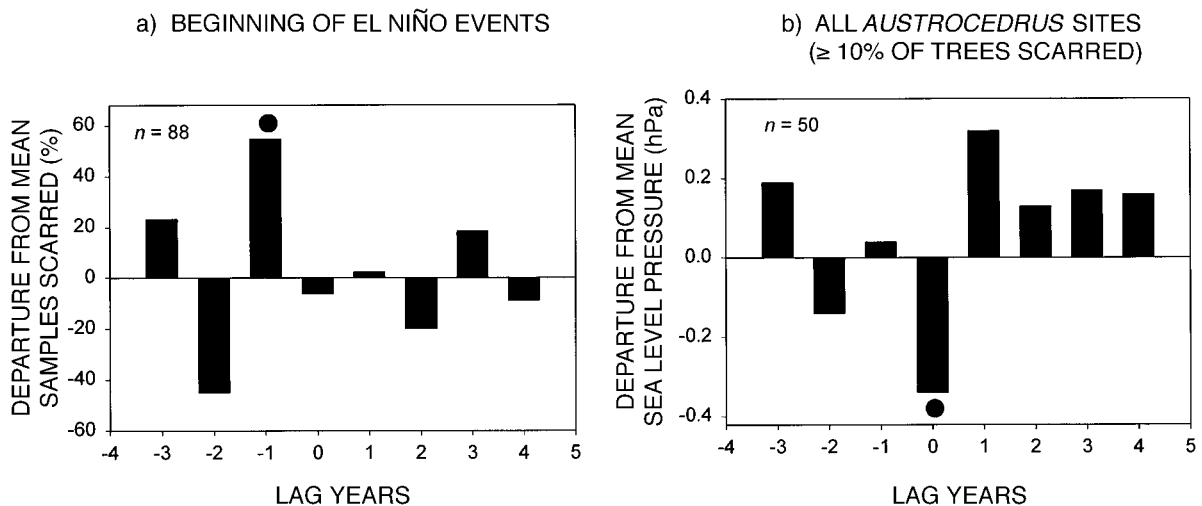 a) BEGINNING OF EL NIÑO EVENTS
DEPARTURE FROM MEAN
SAMPLES SCARRED (%)
n = 88
60
40
20
0
-20
-40
-60
-4 -3 -2 -1 0 1 2 3 4 5
LAG YEARS
b) ALL AUSTROCEDRUS SITES
(≥ 10% OF TREES SCARRED)
DEPARTURE FROM MEAN
SEA LEVEL PRESSURE (hPa)
n = 50
0.4
0.2
0.0
-0.2
-0.4
-4 -3 -2 -1 0 1 2 3 4 5
LAG YEARS